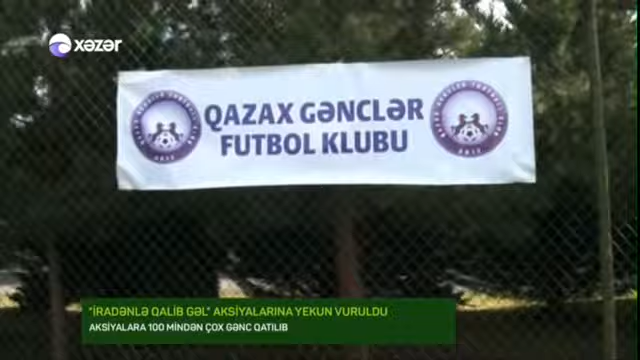 xəzər
QAZAX GƏNCLƏR
FUTBOL KLUBU
"İRADƏNLƏ QALİB GƏL" AKSİYALARINA YEKUN VURULDU
AKSİYALARA 100 MİNDƏN ÇOX GƏNC QATILIB